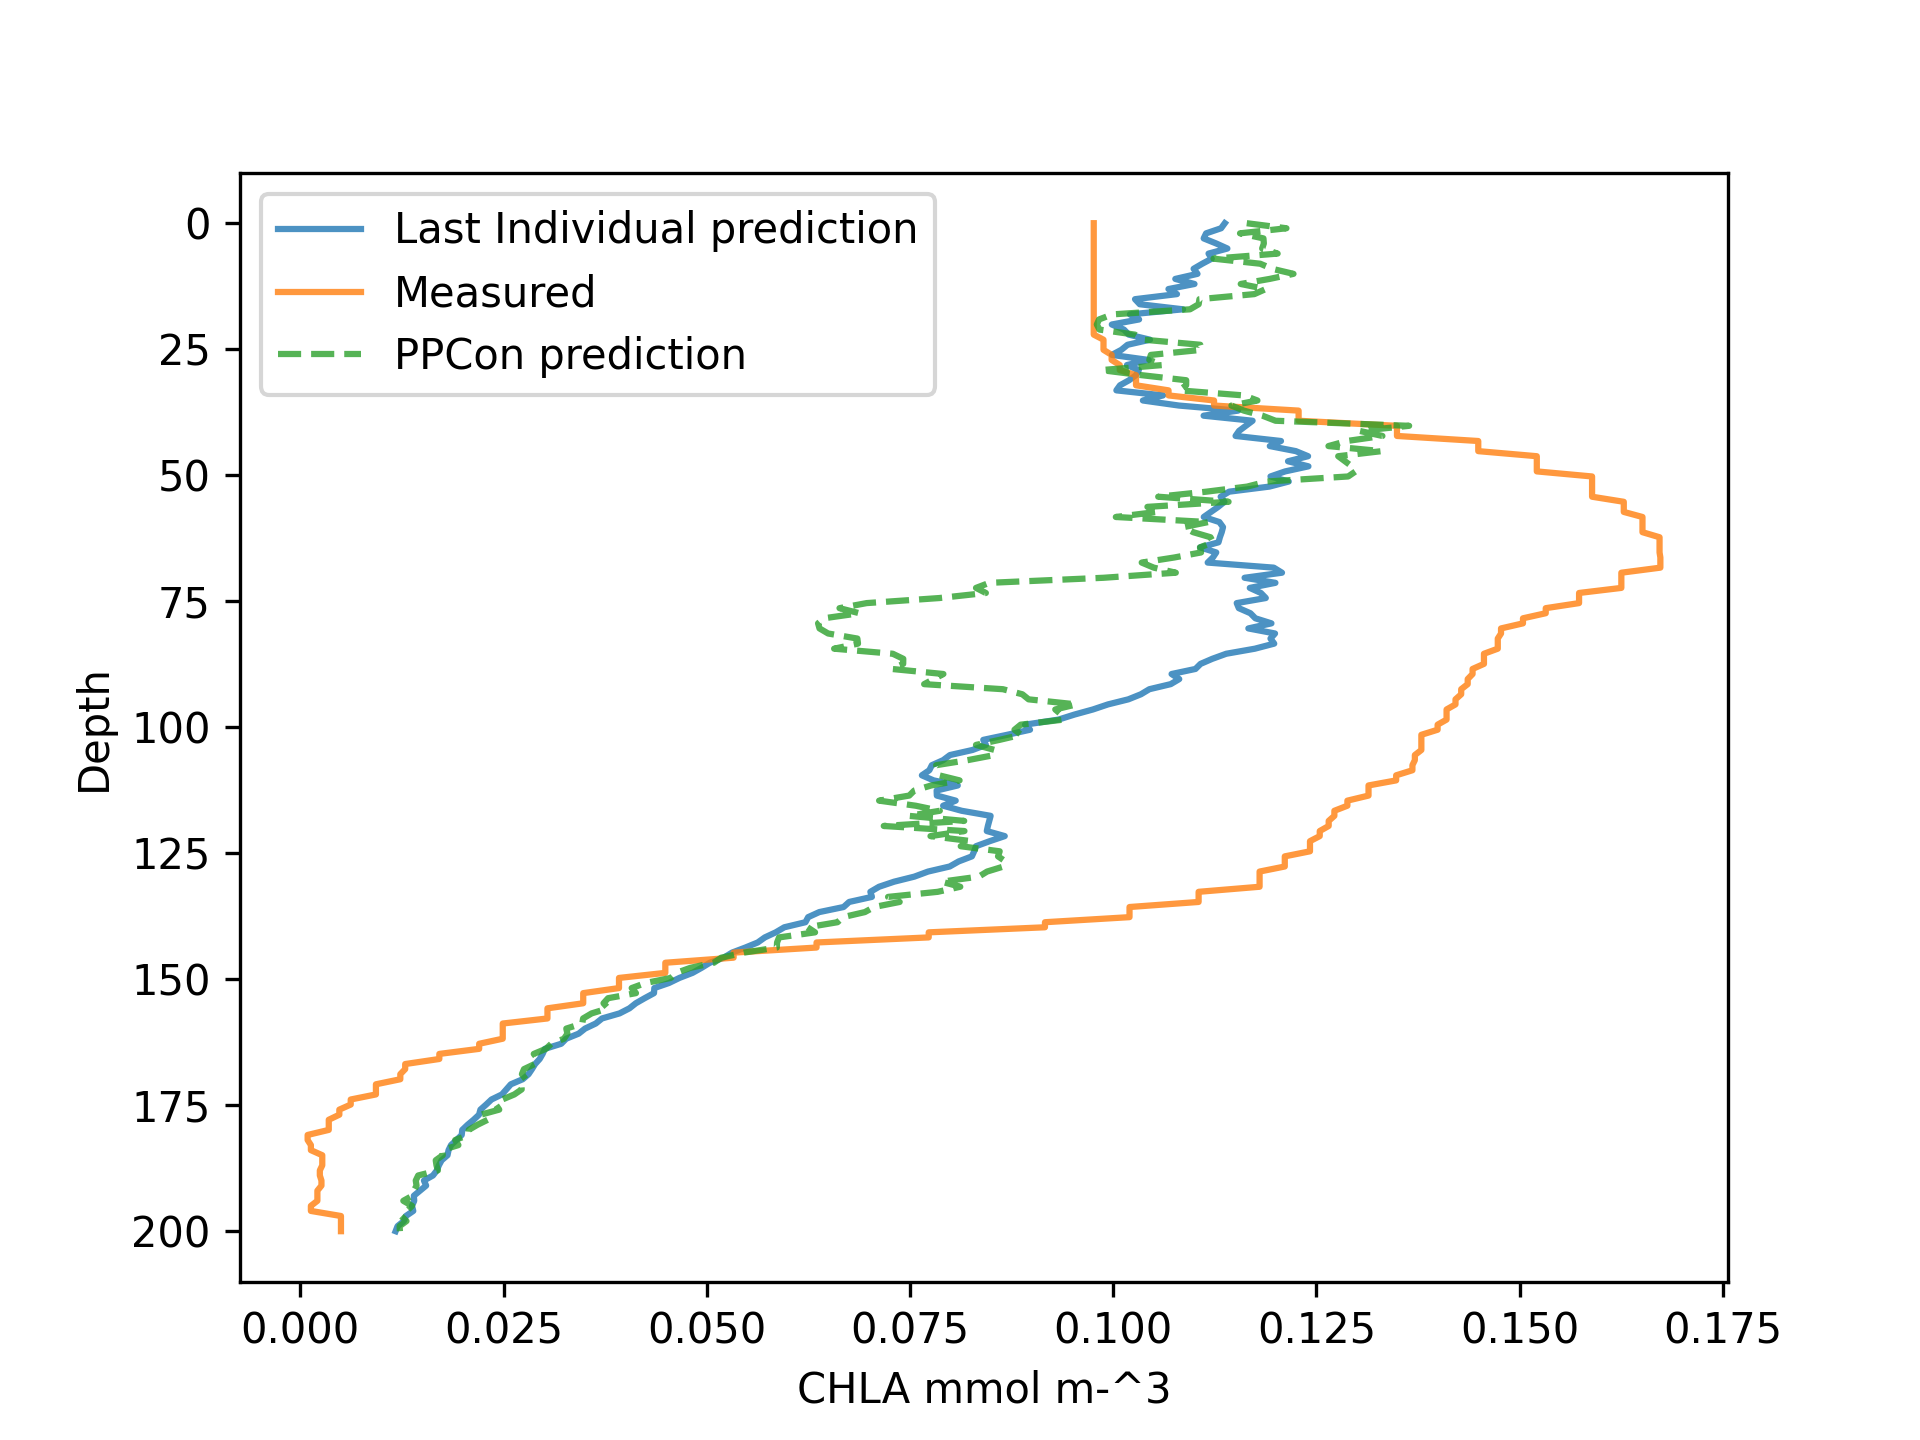 Last Individual prediction
Measured
PPCon prediction
0
25
50
75
100
125
150
175
200
Depth
0.000 0.025 0.050 0.075 0.100 0.125 0.150 0.175
CHLA mmol m-^3